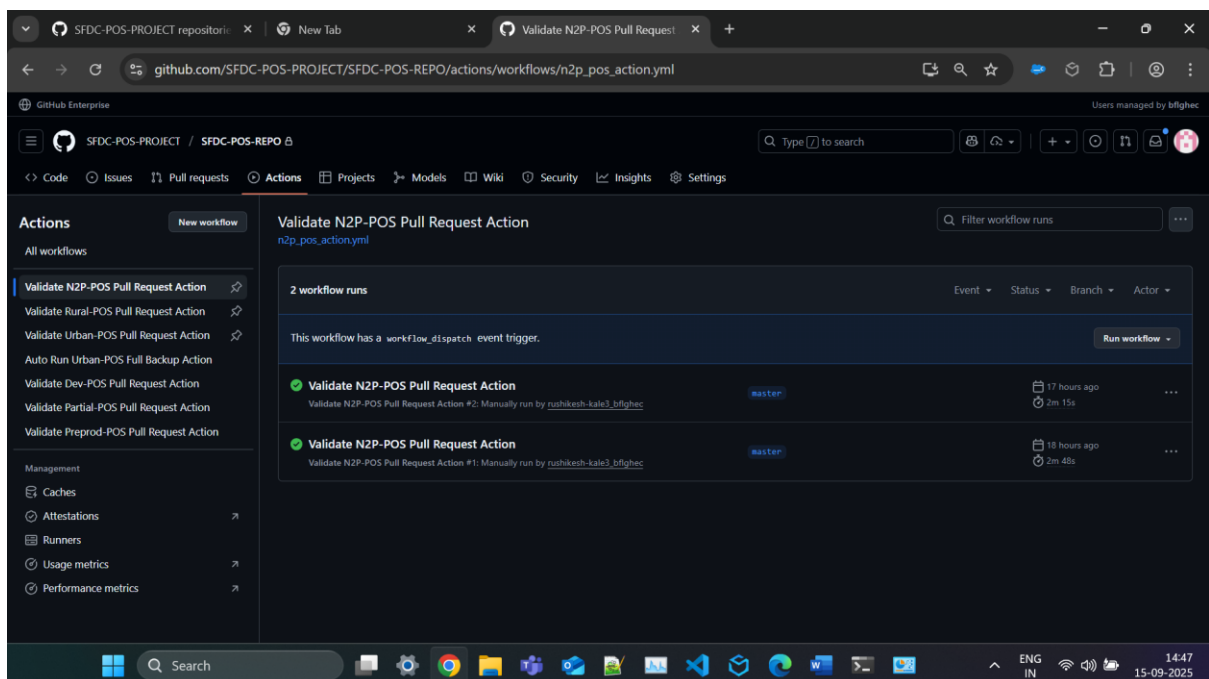 SFDC-POS-PROJECT repositorie
New Tab
Validate N2P-POS Pull Request
github.com/SFDC-POS-PROJECT/SFDC-POS-REPO/actions/workflows/n2p_pos_action.yml
GitHub Enterprise
Users managed by bflghec
SFDC-POS-PROJECT / SFDC-POS-REPO
Type / to search
Code Issues Pull requests Actions Projects Models Wiki Security Insights Settings
Actions
New workflow
All workflows
Validate N2P-POS Pull Request Action
Validate Rural-POS Pull Request Action
Validate Urban-POS Pull Request Action
Auto Run Urban-POS Full Backup Action
Validate Dev-POS Pull Request Action
Validate Partial-POS Pull Request Action
Validate Preprod-POS Pull Request Action
Management
Caches
Attestations
Runners
Usage metrics
Performance metrics
Validate N2P-POS Pull Request Action
n2p_pos_action.yml
Filter workflow runs
2 workflow runs
Event Status Branch Actor
This workflow has a workflow_dispatch event trigger.
Run workflow
Validate N2P-POS Pull Request Action
Validate N2P-POS Pull Request Action #2: Manually run by rushikesh-kale3_bflghec
master
17 hours ago
2m 15s
Validate N2P-POS Pull Request Action
Validate N2P-POS Pull Request Action #1: Manually run by rushikesh-kale3_bflghec
master
18 hours ago
2m 48s
Search
ENG
IN
14:47
15-09-2025